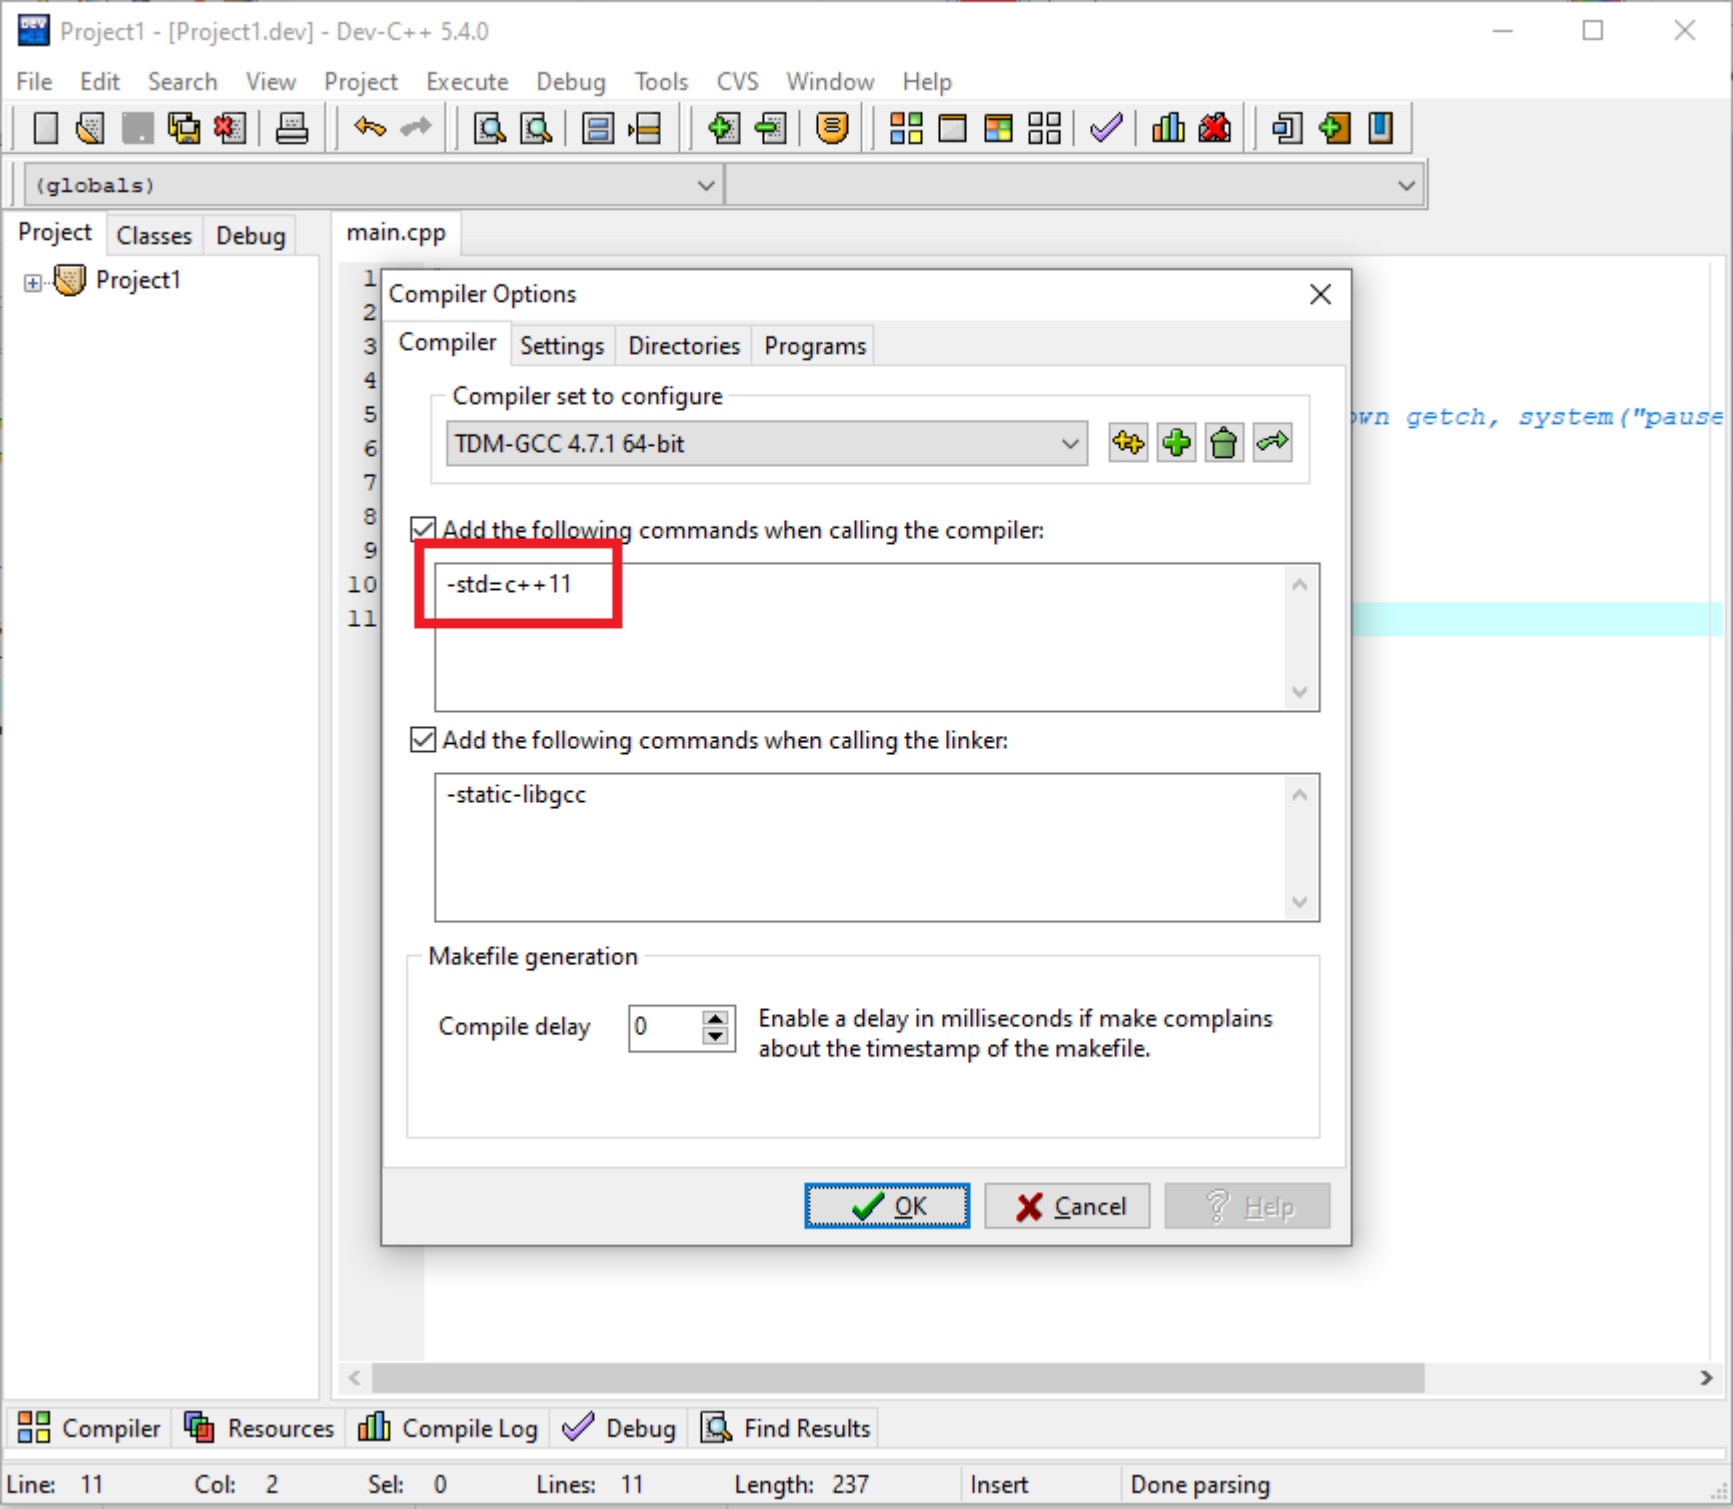 Project1 - [Project1.dev] - Dev-C++ 5.4.0
File Edit Search View Project Execute Debug Tools CVS Window Help
(globals)
Project Classes Debug
main.cpp
Project1
1
2
3
4
5
6
7
8
9
10
11
getch, system("pause
Compiler Options
Compiler Settings Directories Programs
Compiler set to configure
TDM-GCC 4.7.1 64-bit
Add the following commands when calling the compiler:
-std=c++11
Add the following commands when calling the linker:
-static-libgcc
Makefile generation
Compile delay 0
Enable a delay in milliseconds if make complains
about the timestamp of the makefile.
OK Cancel Help
Compiler Resources Compile Log Debug Find Results
Line: 11 Col: 2 Sel: 0 Lines: 11 Length: 237 Insert Done parsing